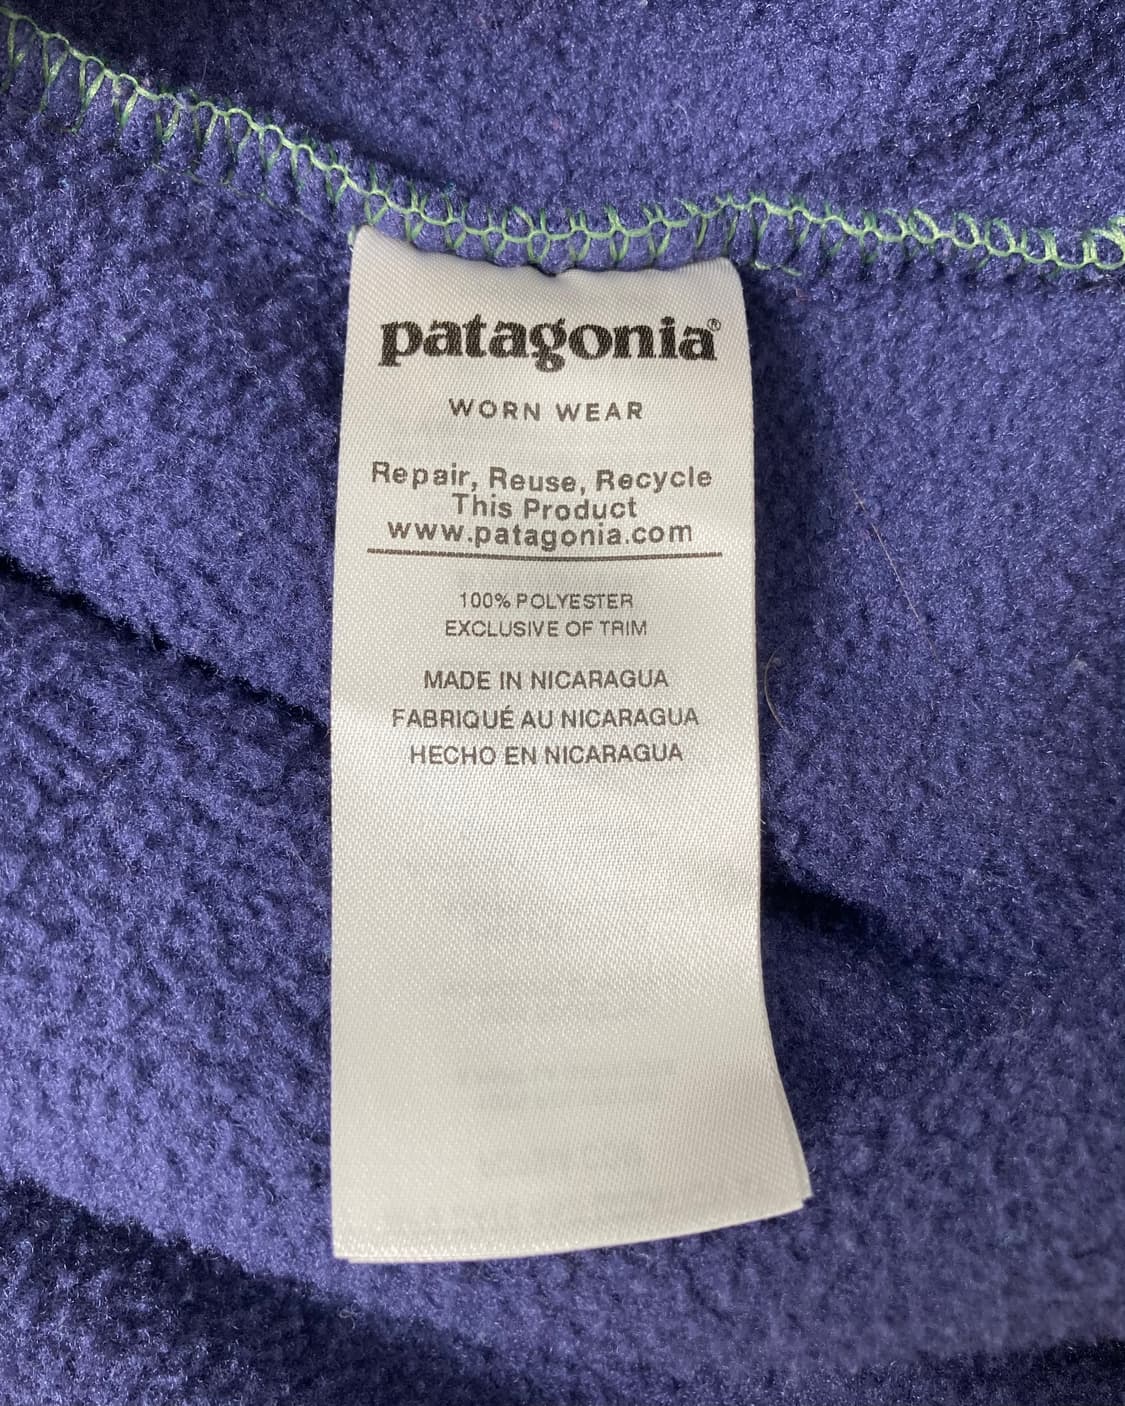 patagonia®
WORN WEAR
Repair, Reuse, Recycle
This Product
www.patagonia.com
100% POLYESTER
EXCLUSIVE OF TRIM
MADE IN NICARAGUA
FABRIQUÉ AU NICARAGUA
HECHO EN NICARAGUA